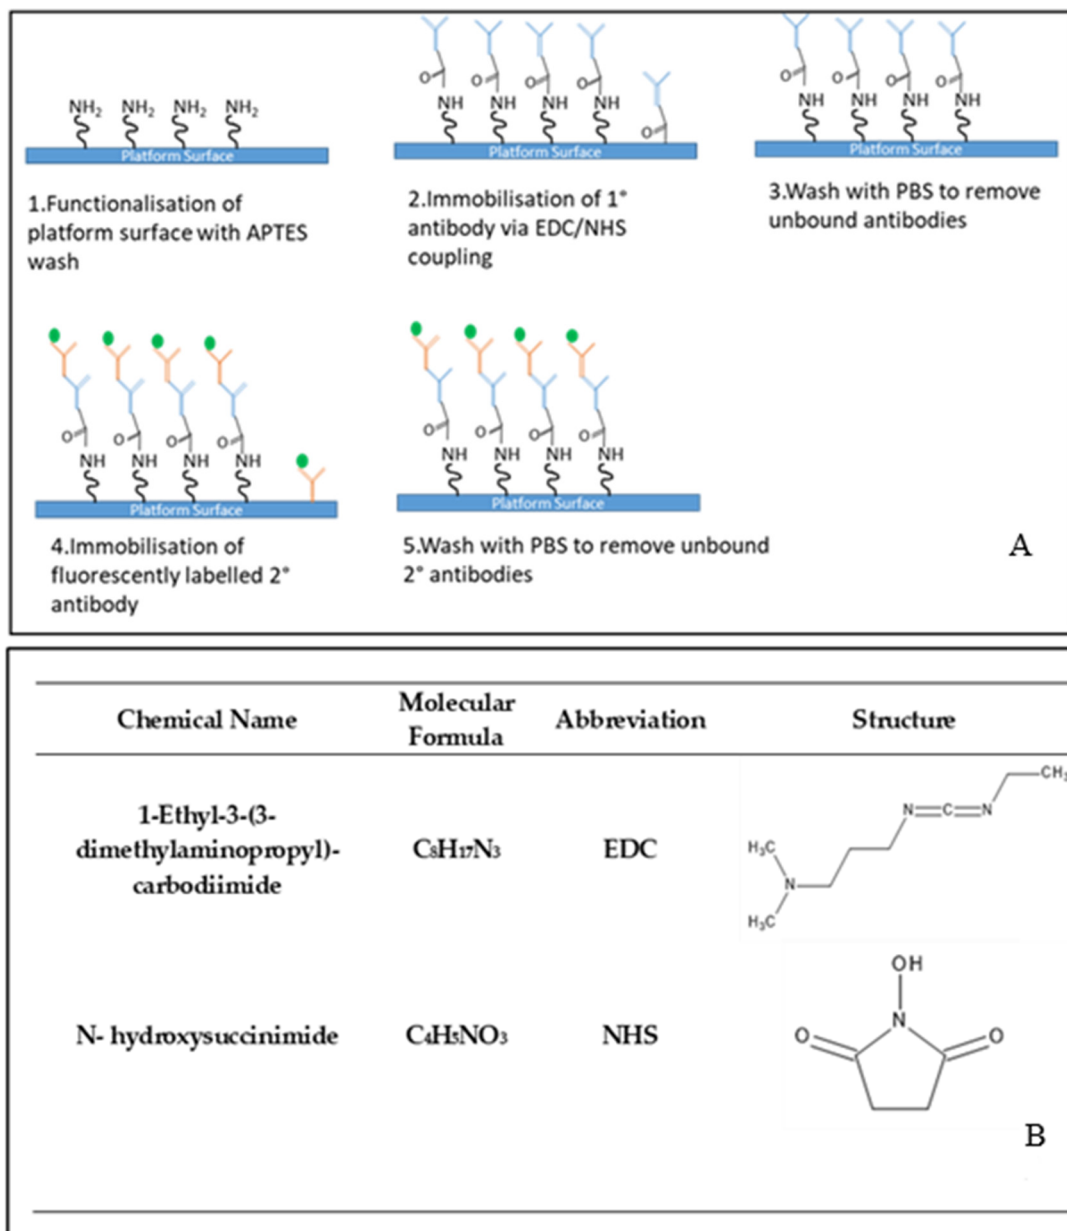 NH₂ NH₂ NH₂ NH₂
Platform Surface
1.Functionalisation of
platform surface with APTES
wash
O O O O
NH NH NH NH
O
Platform Surface
2.Immobilisation of 1°
antibody via EDC/NHS
coupling
O O O O
NH NH NH NH
Platform Surface
3.Wash with PBS to remove
unbound antibodies
O O O O
NH NH NH NH
Platform Surface
4.Immobilisation of
fluorescently labelled 2°
antibody
O O O O
NH NH NH NH
Platform Surface
5.Wash with PBS to remove unbound
2° antibodies
A
Chemical Name
Molecular
Formula
Abbreviation
Structure
1-Ethyl-3-(3-
dimethylaminopropyl)-
carbodiimide
C₈H₁₇N₃
EDC
CH₃
N C N
H₃C
N
H₃C
N- hydroxysuccinimide
C₄H₅NO₃
NHS
OH
N
O O
B